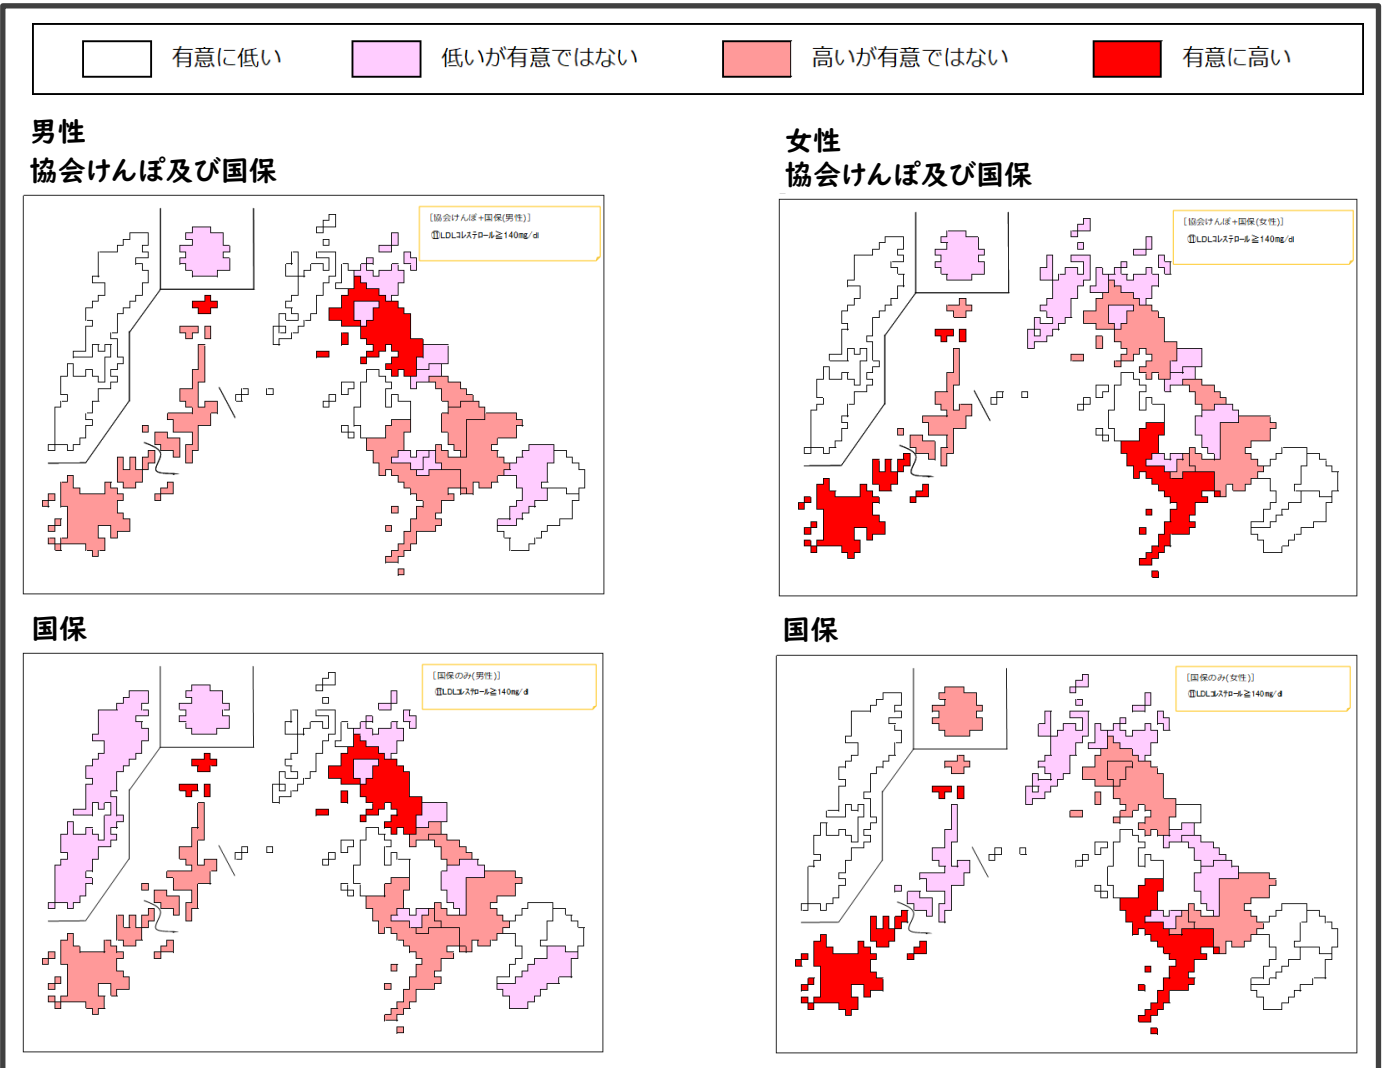 有意に低い
低いが有意ではない
高いが有意ではない
有意に高い
男性
協会けんぽ及び国保
女性
協会けんぽ及び国保
[協会けんぽ+国保(男性)]
⑪LDLコレステロール≧140mg/dl
[協会けんぽ+国保(女性)]
⑪LDLコレステロール≧140mg/dl
国保
国保
[国保のみ(男性)]
⑪LDLコレステロール≧140mg/dl
[国保のみ(女性)]
⑪LDLコレステロール≧140mg/dl